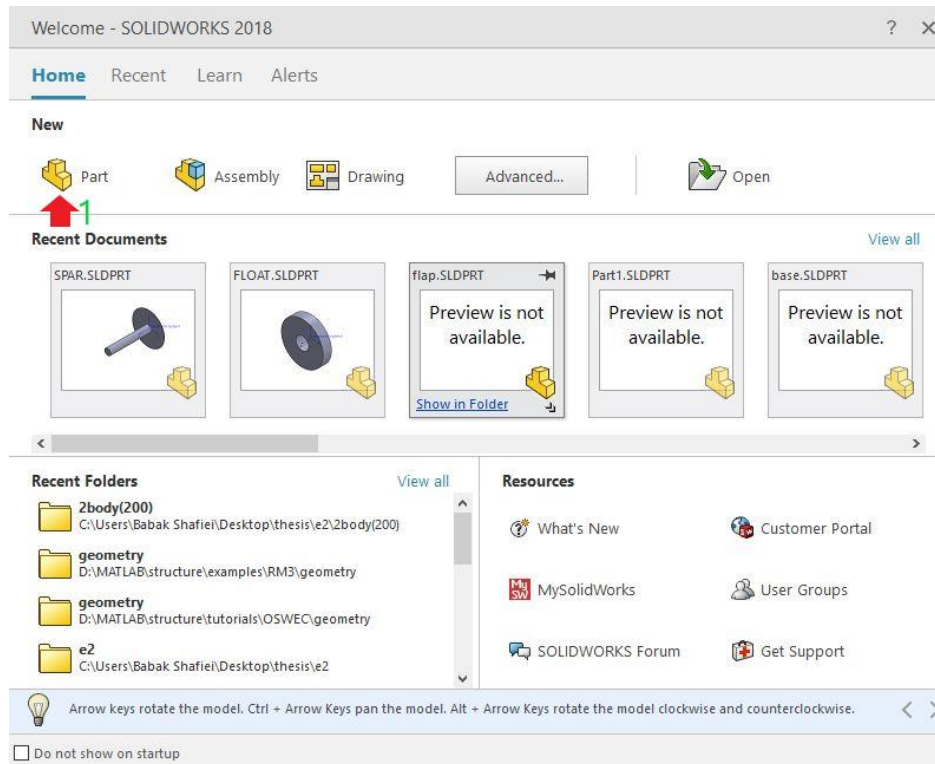 Welcome - SOLIDWORKS 2018
Home Recent Learn Alerts
New
Part Assembly Drawing Advanced... Open
1
Recent Documents View all
SPAR.SLDPRT FLOAT.SLDPRT flap.SLDPRT Part1.SLDPRT base.SLDPRT
Preview is not Preview is not Preview is not
available. available. available.
Show in Folder
Recent Folders View all Resources
2body(200)
C:\Users\Babak Shafiei\Desktop\thesis\e2\2body(200)
What's New Customer Portal
geometry
D:\MATLAB\structure\examples\RM3\geometry
MySolidWorks User Groups
geometry
D:\MATLAB\structure\tutorials\OSWEC\geometry
e2
C:\Users\Babak Shafiei\Desktop\thesis\e2
SOLIDWORKS Forum Get Support
Arrow keys rotate the model. Ctrl + Arrow Keys pan the model. Alt + Arrow Keys rotate the model clockwise and counterclockwise.
Do not show on startup